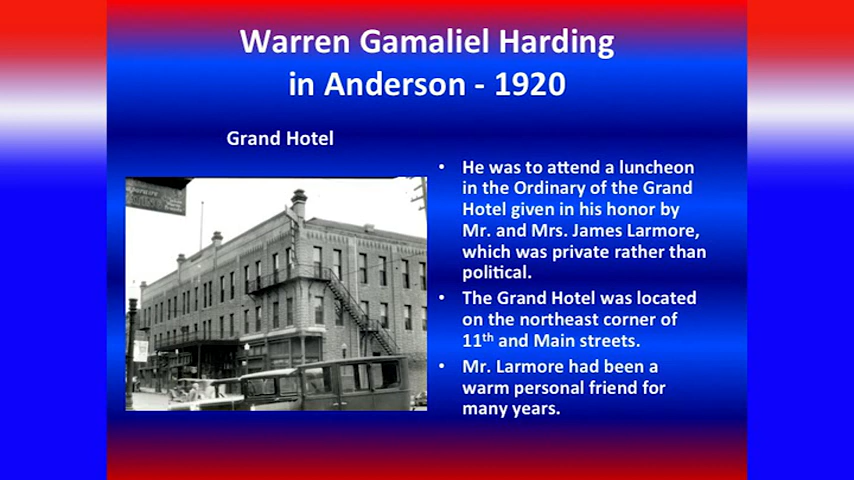 Warren Gamaliel Harding
in Anderson - 1920
Grand Hotel
• He was to attend a luncheon
in the Ordinary of the Grand
Hotel given in his honor by
Mr. and Mrs. James Larmore,
which was private rather than
political.
• The Grand Hotel was located
on the northeast corner of
11th and Main streets.
• Mr. Larmore had been a
warm personal friend for
many years.